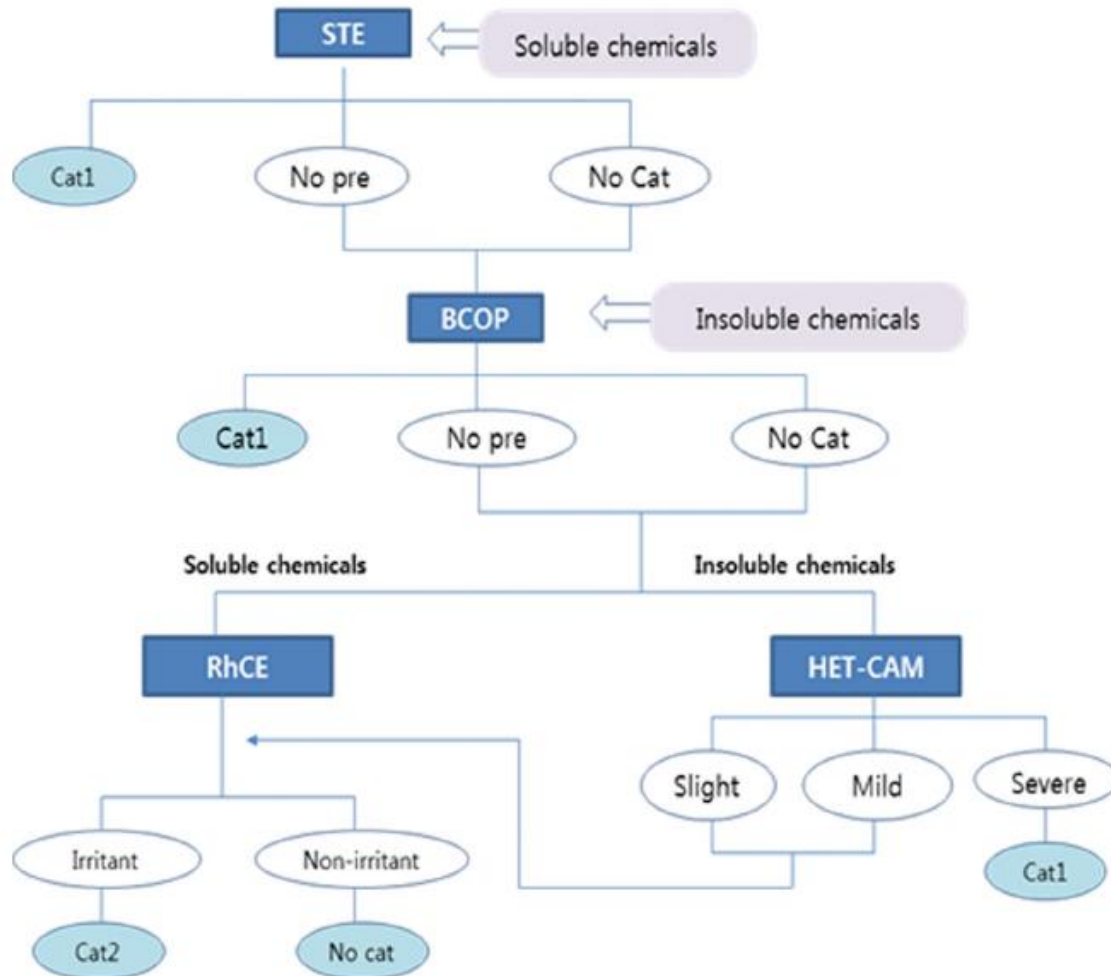 STE
Soluble chemicals
Cat1
No pre
No Cat
BCOP
Insoluble chemicals
Cat1
No pre
No Cat
Soluble chemicals
Insoluble chemicals
RhCE
HET-CAM
Slight
Mild
Severe
Irritant
Non-irritant
Cat1
Cat2
No cat